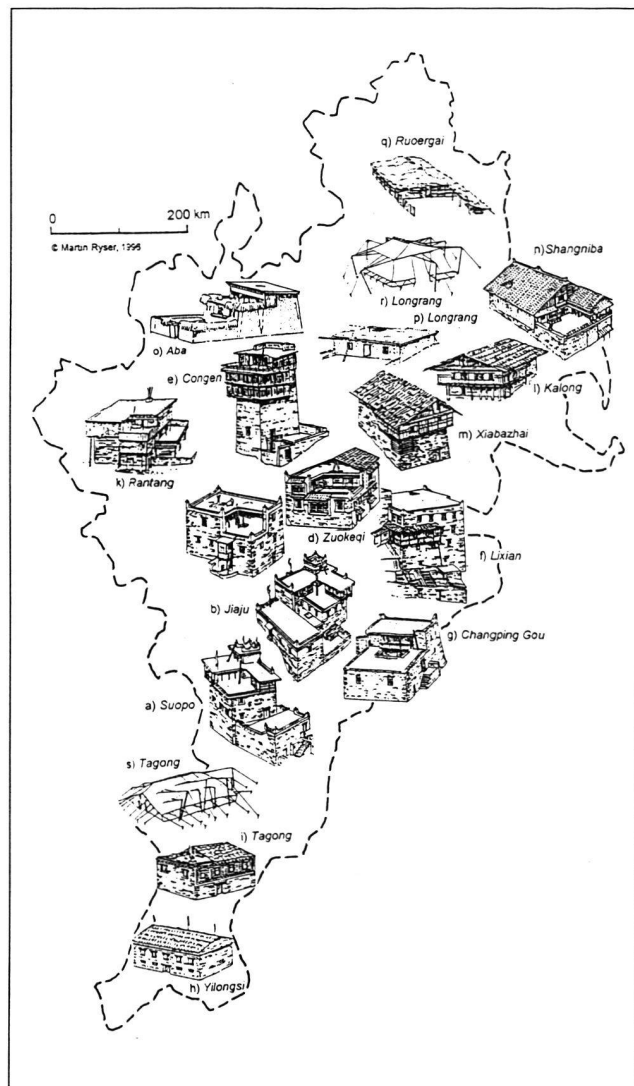 q) Ruoergai
0 200 km
© Martin Ryser, 1996
n) Shangniba
r) Longrang
p) Longrang
o) Aba
e) Congen
l) Kalong
m) Xiabazhai
k) Rantang
d) Zuokeqi
f) Lixian
b) Jiaju
g) Changping Gou
a) Suopo
s) Tagong
i) Tagong
h) Yilongsi